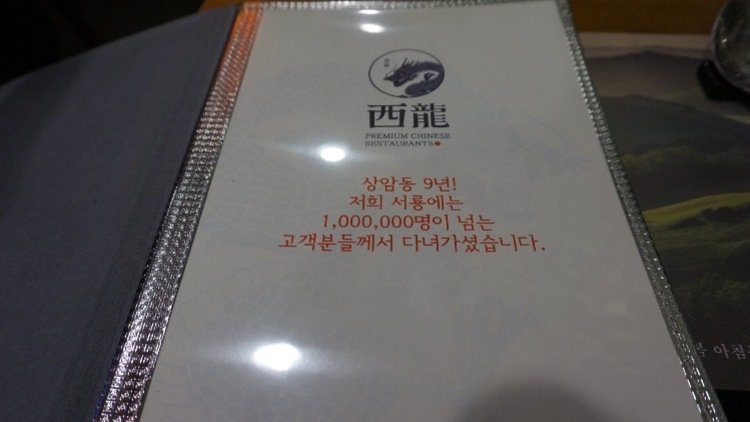 西龍
PREMIUM CHINESE
RESTAURANTS
상암동 9년!
저희 서룡에는
1,000,000명이 넘는
고객분들께서 다녀가셨습니다.
아침